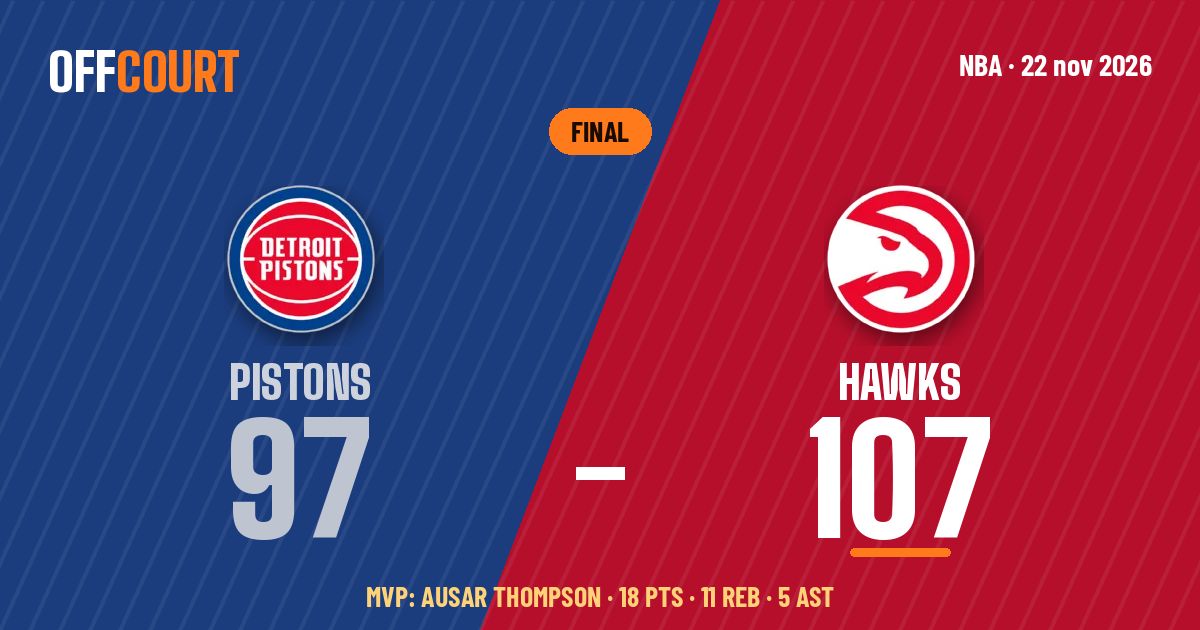 OFFCOURT
NBA · 22 nov 2026
FINAL
DETROIT
PISTONS
PISTONS
HAWKS
97
–
107
MVP: AUSAR THOMPSON · 18 PTS · 11 REB · 5 AST